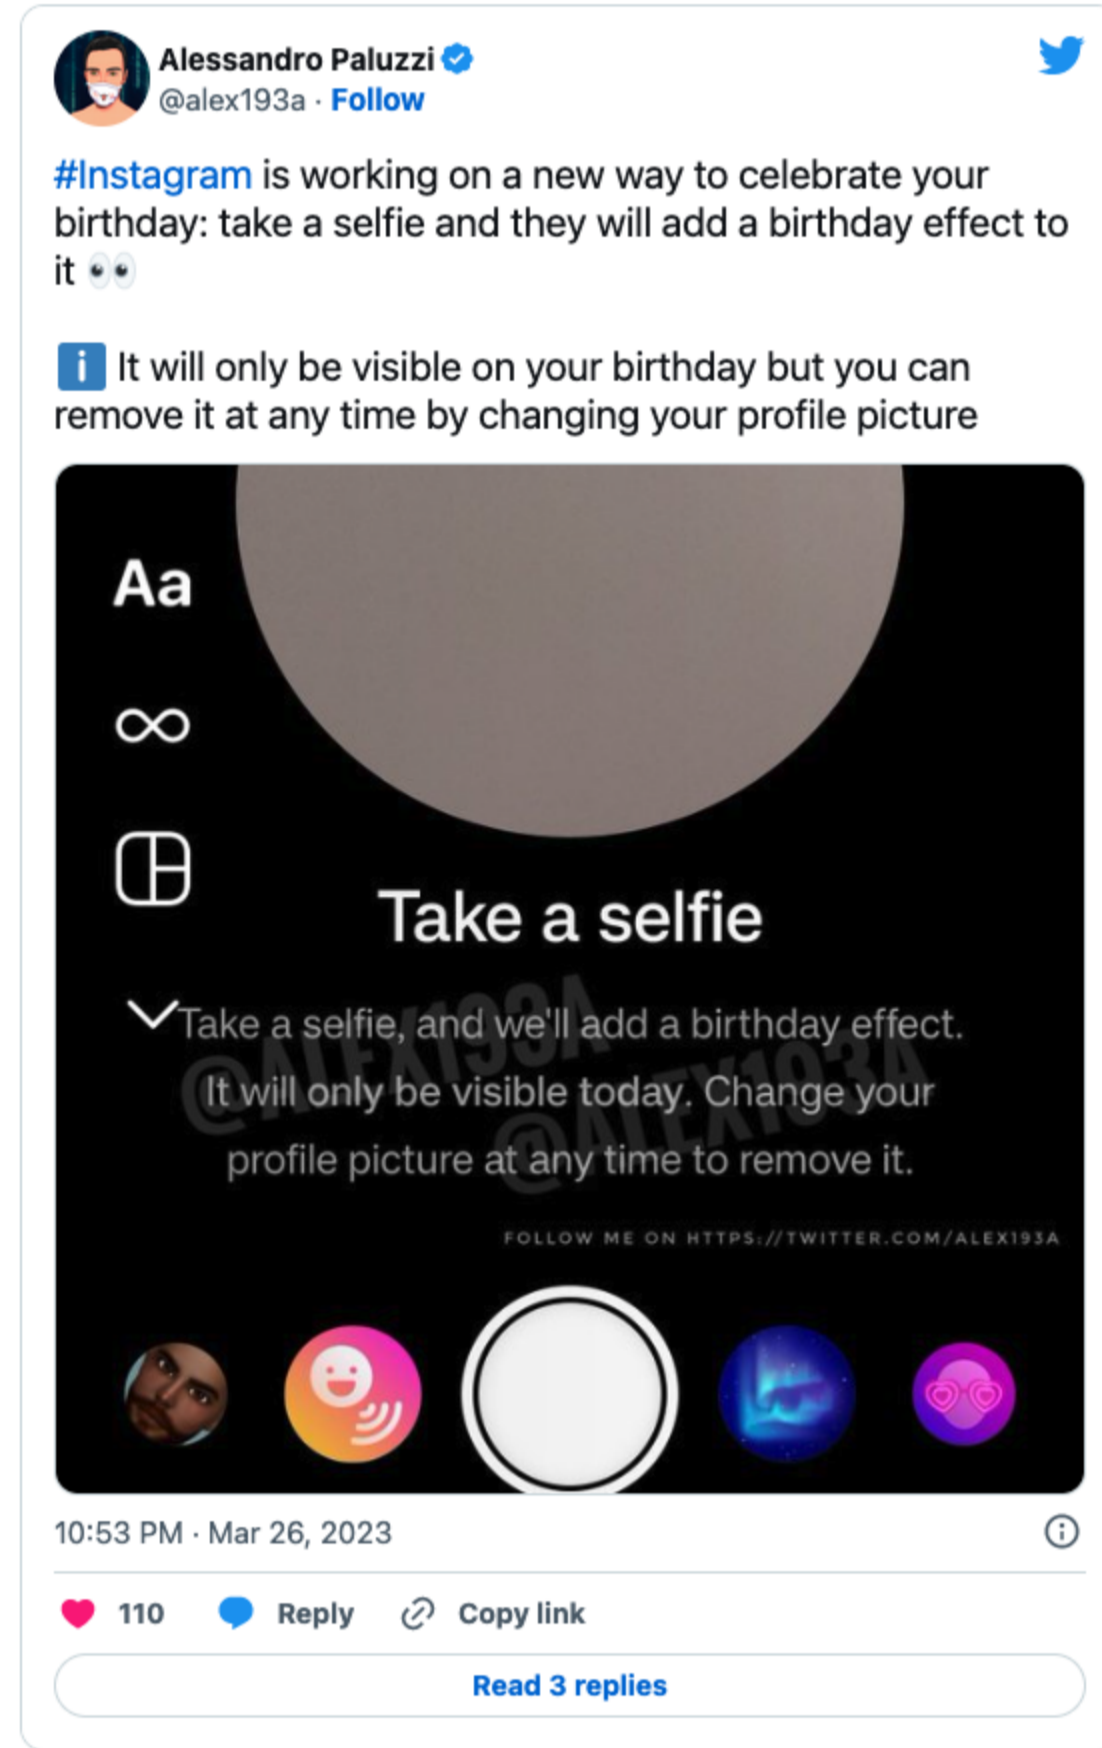 Alessandro Paluzzi
@alex193a · Follow
#Instagram is working on a new way to celebrate your
birthday: take a selfie and they will add a birthday effect to
it 👀
ℹ️ It will only be visible on your birthday but you can
remove it at any time by changing your profile picture
Aa
Take a selfie
Take a selfie, and we'll add a birthday effect.
It will only be visible today. Change your
profile picture at any time to remove it.
@ALEX193A
@ALEX193A
FOLLOW ME ON HTTPS://TWITTER.COM/ALEX193A
10:53 PM · Mar 26, 2023
110 Reply Copy link
Read 3 replies